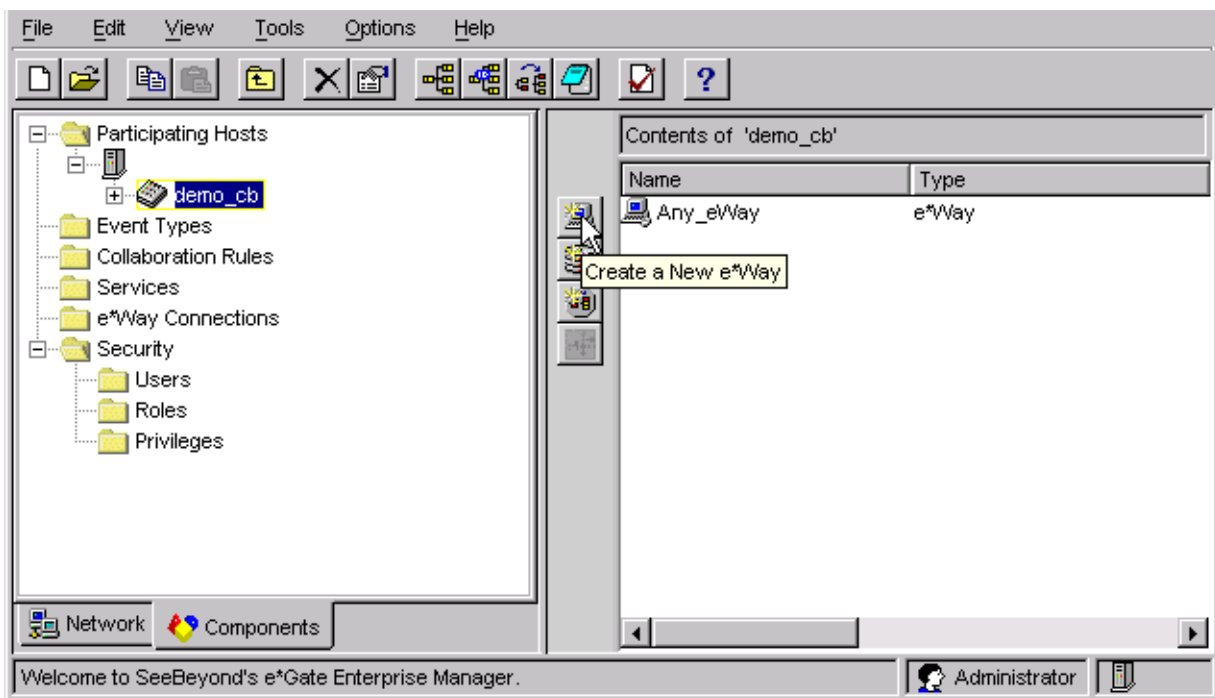 File Edit View Tools Options Help
?
Participating Hosts
demo_cb
Event Types
Collaboration Rules
Services
e*Way Connections
Security
Users
Roles
Privileges
Network Components
Contents of 'demo_cb'
Name Type
Any_eWay e*Way
Create a New e*Way
Welcome to SeeBeyond's e*Gate Enterprise Manager. Administrator